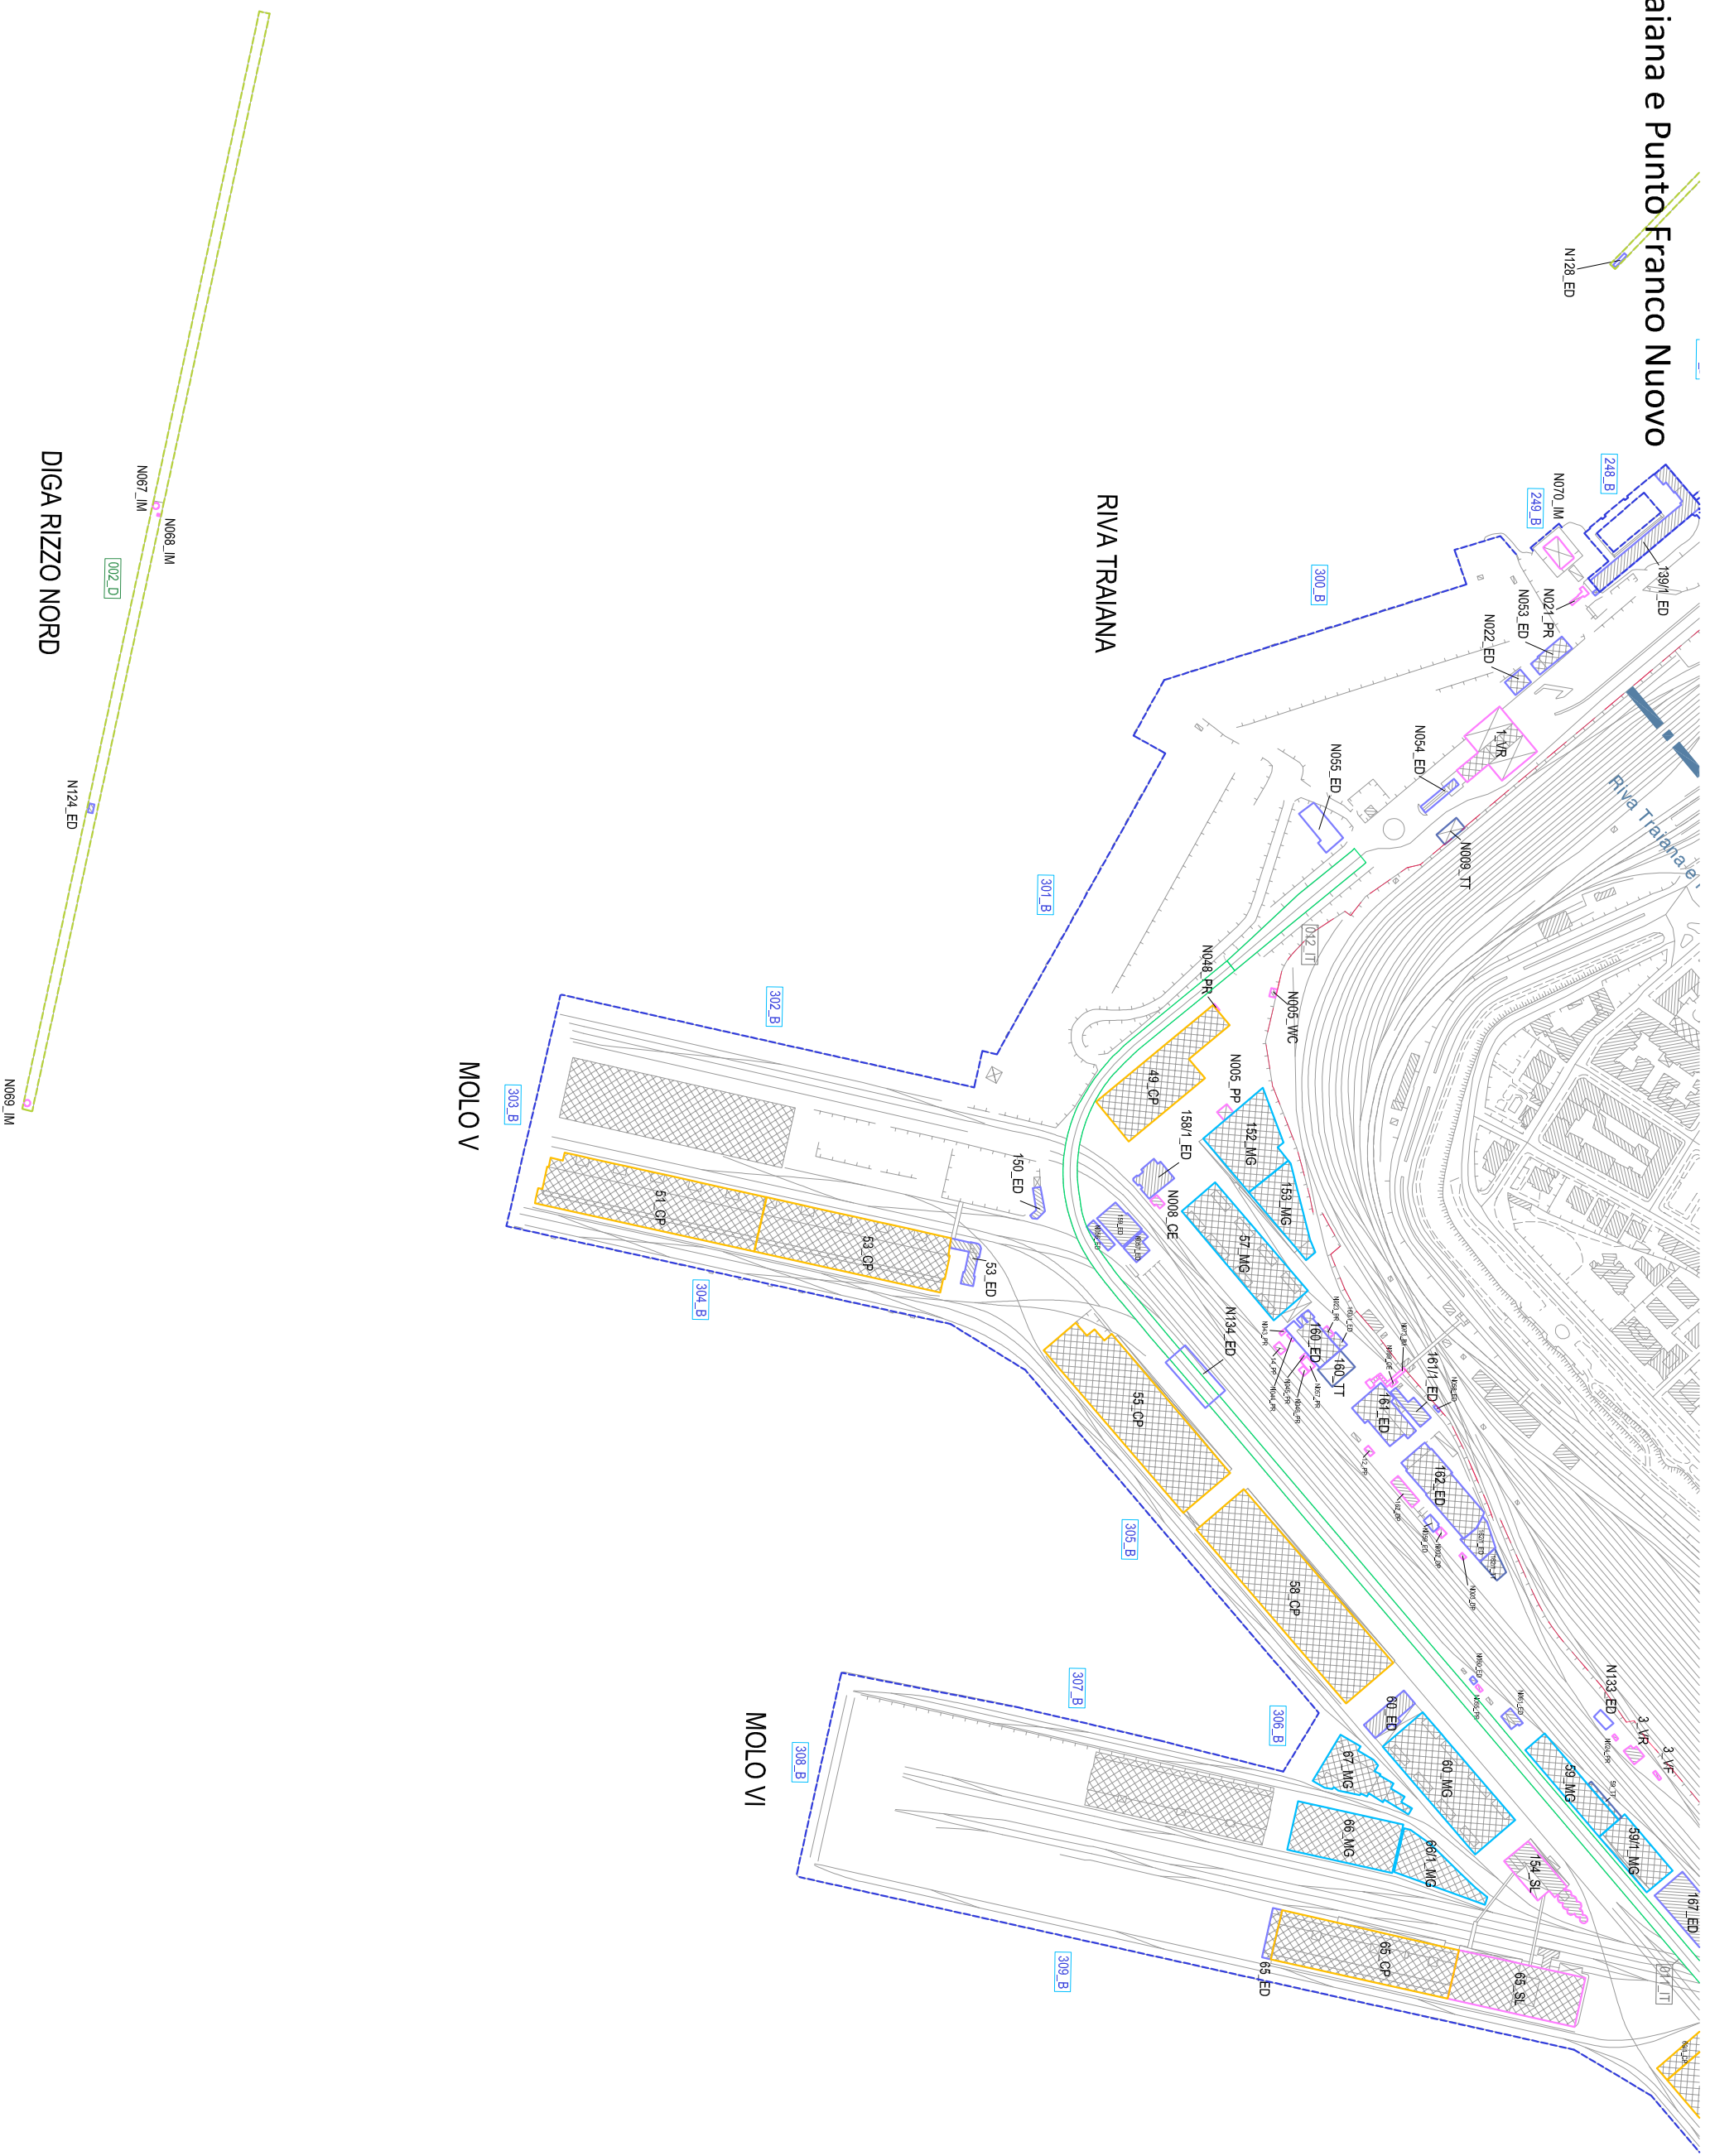 aiana e Punto Franco Nuovo
N128_ED
248_B
249_B
N070_IM
139/1_ED
N021_PR
N053_ED
N022_ED
300_B
RIVA TRAIANA
1_VR
N054_ED
N055_ED
N009_TT
Riva Traiana e
301_B
012_IT
N048_PR
N005_WC
N067_IM
N068_IM
002_D
DIGA RIZZO NORD
N124_ED
N069_IM
302_B
303_B
MOLO V
49_CP
N005_PP
158/1_ED
152_MG
153_MG
N008_CE
57_MG
150_ED
51_CP
53_CP
53_ED
304_B
N134_ED
160_ED
160_TT
161/1_ED
161_ED
162_ED
12_PR
55_CP
305_B
58_CP
N133_ED
3_VR
3_VF
307_B
306_B
60_ED
67_MG
60_MG
59_MG
59/1_MG
MOLO VI
308_B
66_MG
66/1_MG
154_SL
167_ED
65_CP
65_SL
65_ED
309_B
011_IT